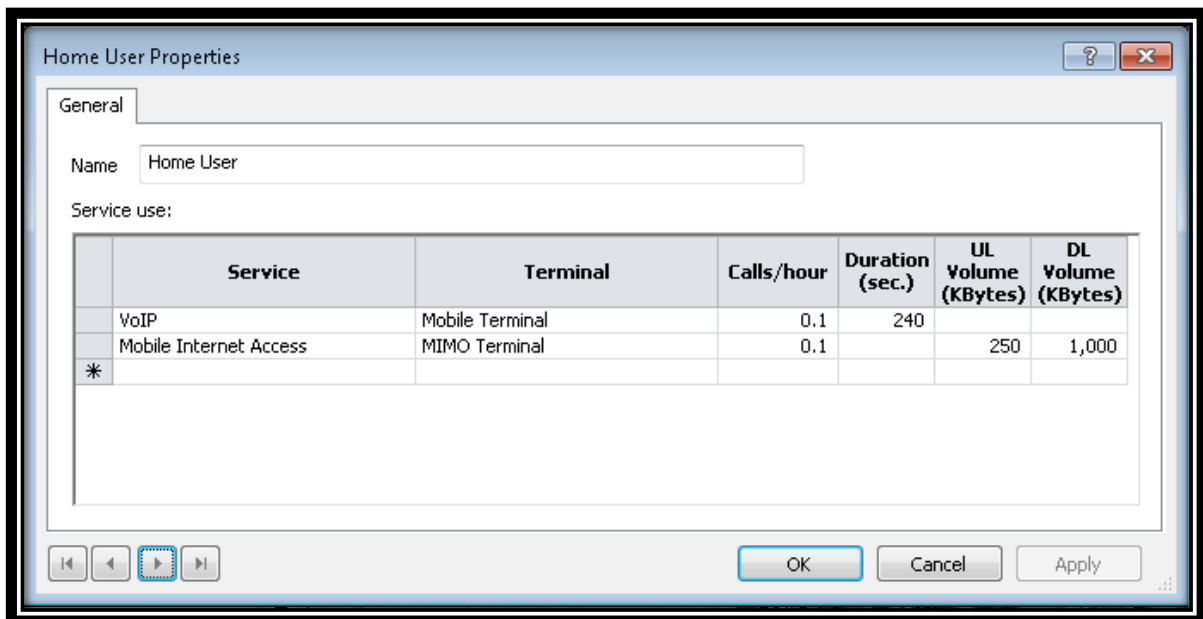 Home User Properties
General
Name Home User
Service use:
Service Terminal Calls/hour Duration (sec.) UL Volume (KBytes) DL Volume (KBytes)
VoIP Mobile Terminal 0.1 240
Mobile Internet Access MIMO Terminal 0.1 250 1,000
OK Cancel Apply